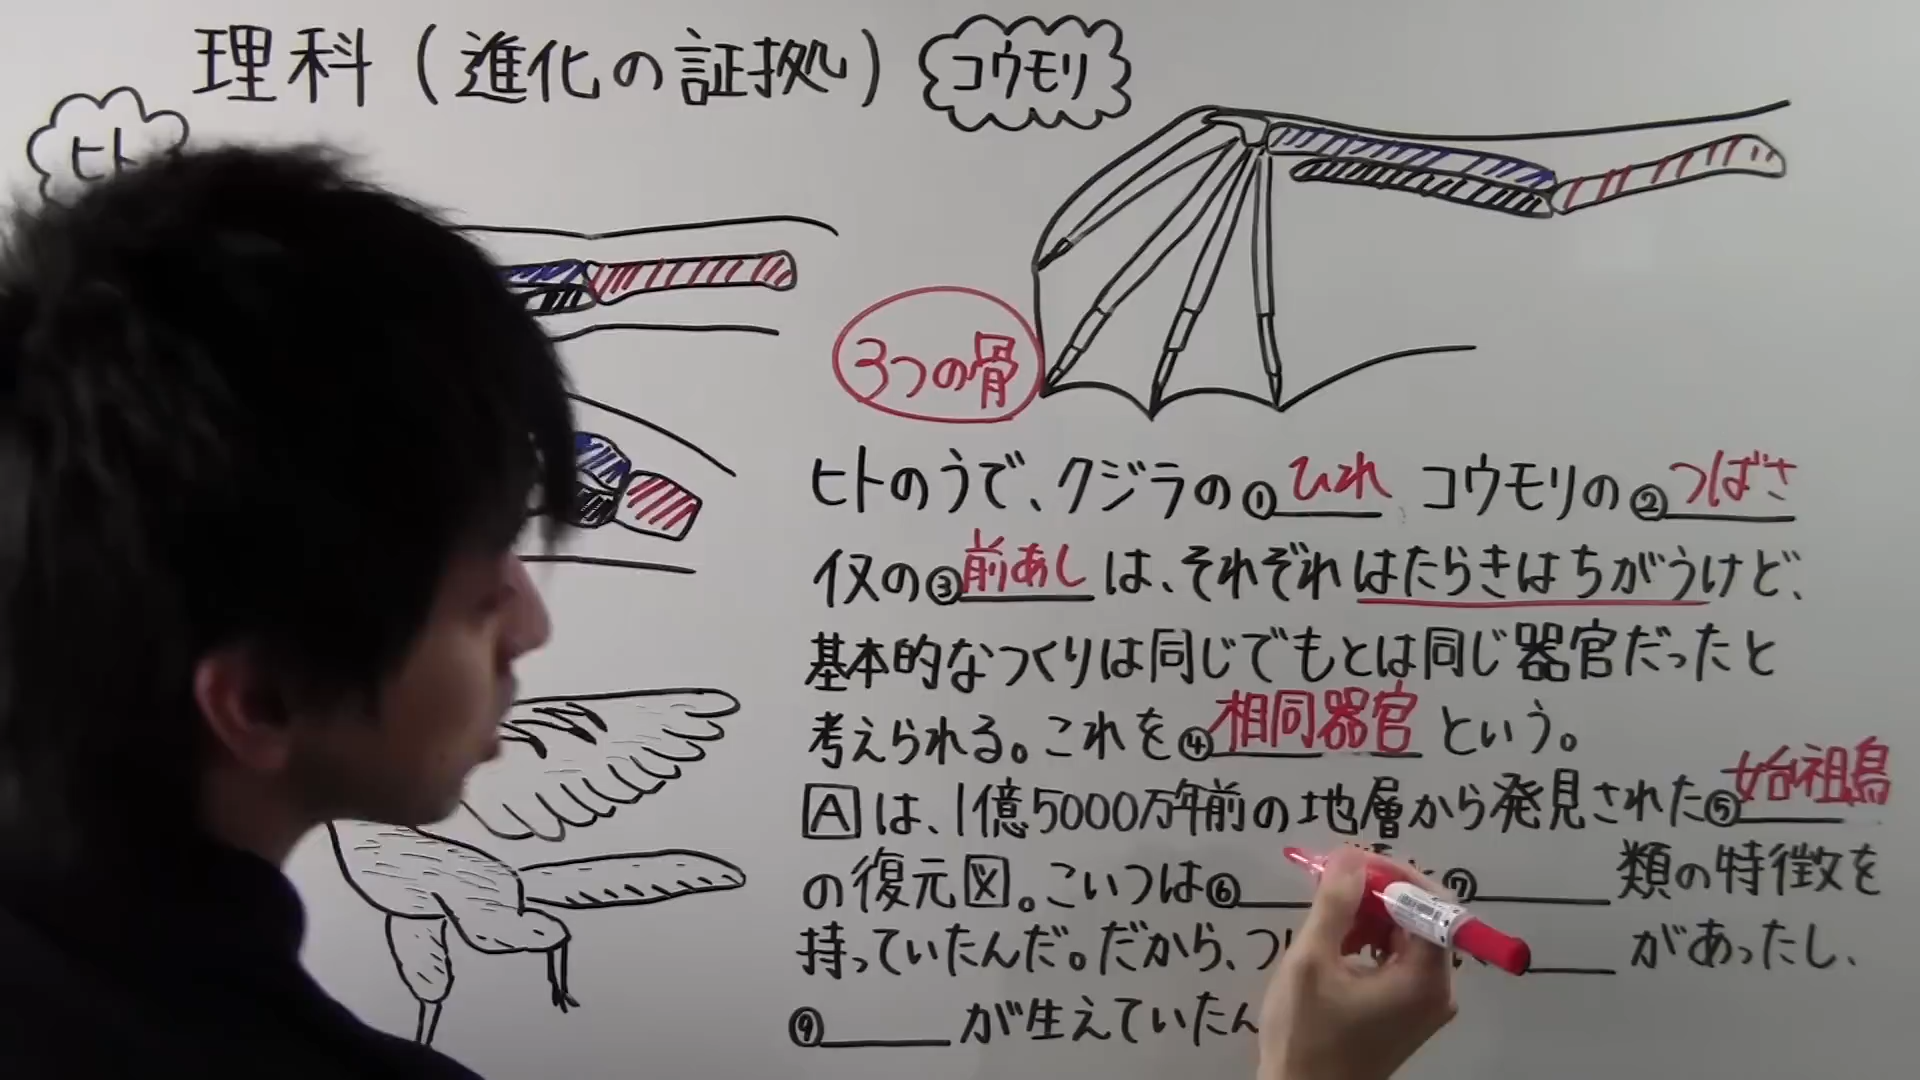 理科(進化の証拠)
コウモリ
ヒト
3つの骨
ヒトのうで、クジラの①ひれ コウモリの②つばさ
イヌの③前あしは、それぞれはたらきはちがうけど、
基本的なつくりは同じでもとは同じ器官だったと
考えられる。これを④相同器官という。
Aは、1億5000万年前の地層から発見された⑤始祖鳥
の復元図。こいつは⑥ ⑦ 類の特徴を
持っていたんだ。だから、つ があったし、
⑨ が生えていたん